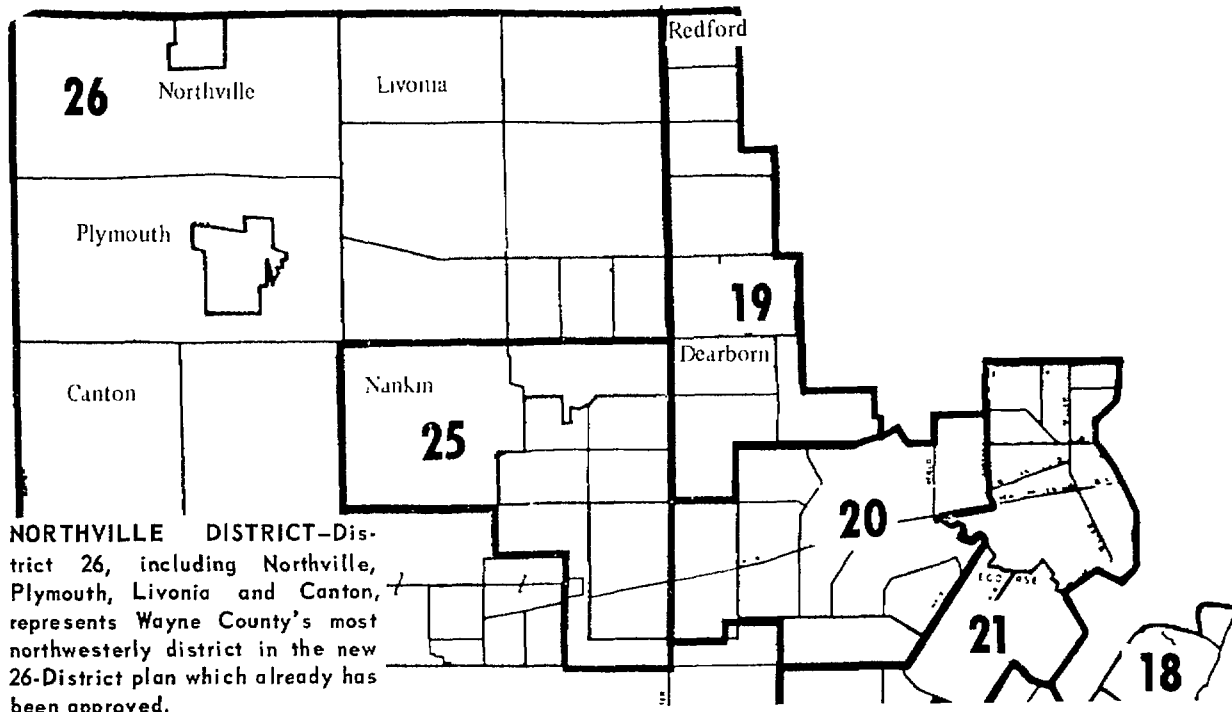 Redford
26
Northville
Livonia
Plymouth
19
Dearborn
Canton
Nankin
25
20
ECORSE
21
18
NORTHVILLE DISTRICT—Dis-
trict 26, including Northville,
Plymouth, Livonia and Canton,
represents Wayne County's most
northwesterly district in the new
26-District plan which already has
been approved.